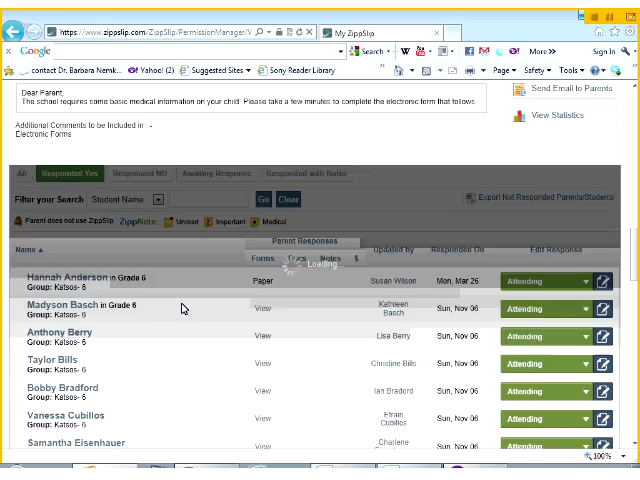 https://www.zippslip.com/PermissionManager/V
My ZippSlip
Google
Search
More »
Sign In
contact Dr. Barbara Nemk...
Yahoo! (2)
Suggested Sites
Sony Reader Library
Page
Safety
Tools
Dear Parent,
The school requires some basic medical information on your child. Please take a few minutes to complete the electronic form that follows.
Send Email to Parents
View Statistics
Additional Comments to be Included in -
Electronic Forms
All
Responded Yes
Responded NO
Awaiting Response
Responded with Notes
Filter your Search
Student Name
Go
Clear
Export Not Responded Parents/Students
Parent does not use ZippSlip
ZippNote
Unread
Important
Medical
Parent Responses
Name
Forms
Docs
Notes
$
Updated by
Responded On
Edit Response
Loading...
Hannah Anderson in Grade 6
Group: Katsos- 6
Paper
Susan Wilson
Mon, Mar 26
Attending
Madyson Basch in Grade 6
Group: Katsos- 6
View
Kathleen
Basch
Sun, Nov 06
Attending
Anthony Berry
Group: Katsos- 6
View
Lisa Berry
Sun, Nov 06
Attending
Taylor Bills
Group: Katsos- 6
View
Christine Bills
Sun, Nov 06
Attending
Bobby Bradford
Group: Katsos- 6
View
Ian Bradord
Sun, Nov 06
Attending
Vanessa Cubillos
Group: Katsos- 6
View
Efrain
Cubillos
Sun, Nov 06
Attending
Samantha Eisenhauer
View
Charlene
Sun, Nov 06
Attending
100%